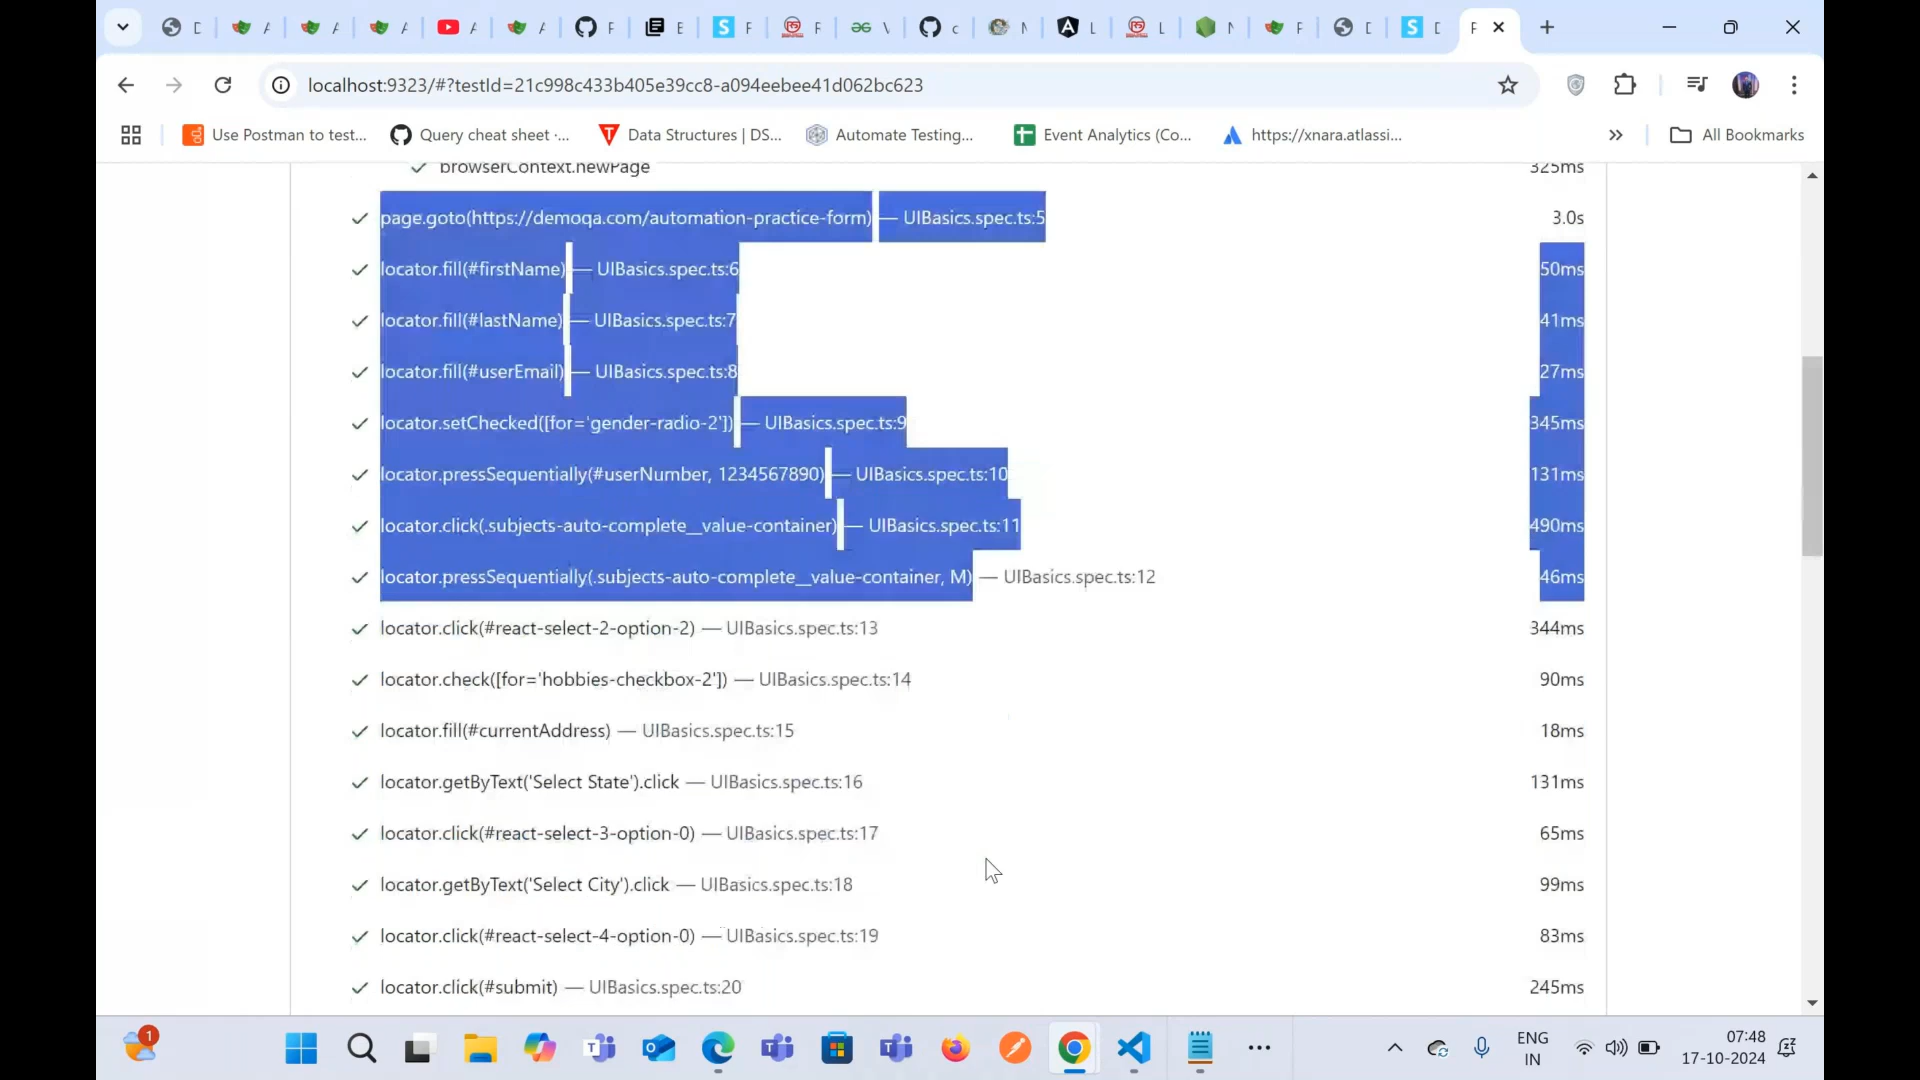 D A A A A F E F F V c N L L N F D D F
localhost:9323/#?testId=21c998c433b405e39cc8-a094eebee41d062bc623
Use Postman to test... Query cheat sheet ·... Data Structures | DS... Automate Testing... Event Analytics (Co... https://xnara.atlassi... All Bookmarks
browserContext.newPage 325ms
page.goto(https://demoqa.com/automation-practice-form) — UIBasics.spec.ts:5 3.0s
locator.fill(#firstName) — UIBasics.spec.ts:6 50ms
locator.fill(#lastName) — UIBasics.spec.ts:7 41ms
locator.fill(#userEmail) — UIBasics.spec.ts:8 27ms
locator.setChecked([for='gender-radio-2']) — UIBasics.spec.ts:9 345ms
locator.pressSequentially(#userNumber, 1234567890) — UIBasics.spec.ts:10 131ms
locator.click(.subjects-auto-complete__value-container) — UIBasics.spec.ts:11 490ms
locator.pressSequentially(.subjects-auto-complete__value-container, M) — UIBasics.spec.ts:12 46ms
locator.click(#react-select-2-option-2) — UIBasics.spec.ts:13 344ms
locator.check([for='hobbies-checkbox-2']) — UIBasics.spec.ts:14 90ms
locator.fill(#currentAddress) — UIBasics.spec.ts:15 18ms
locator.getByText('Select State').click — UIBasics.spec.ts:16 131ms
locator.click(#react-select-3-option-0) — UIBasics.spec.ts:17 65ms
locator.getByText('Select City').click — UIBasics.spec.ts:18 99ms
locator.click(#react-select-4-option-0) — UIBasics.spec.ts:19 83ms
locator.click(#submit) — UIBasics.spec.ts:20 245ms
1 ENG 07:48
IN 17-10-2024